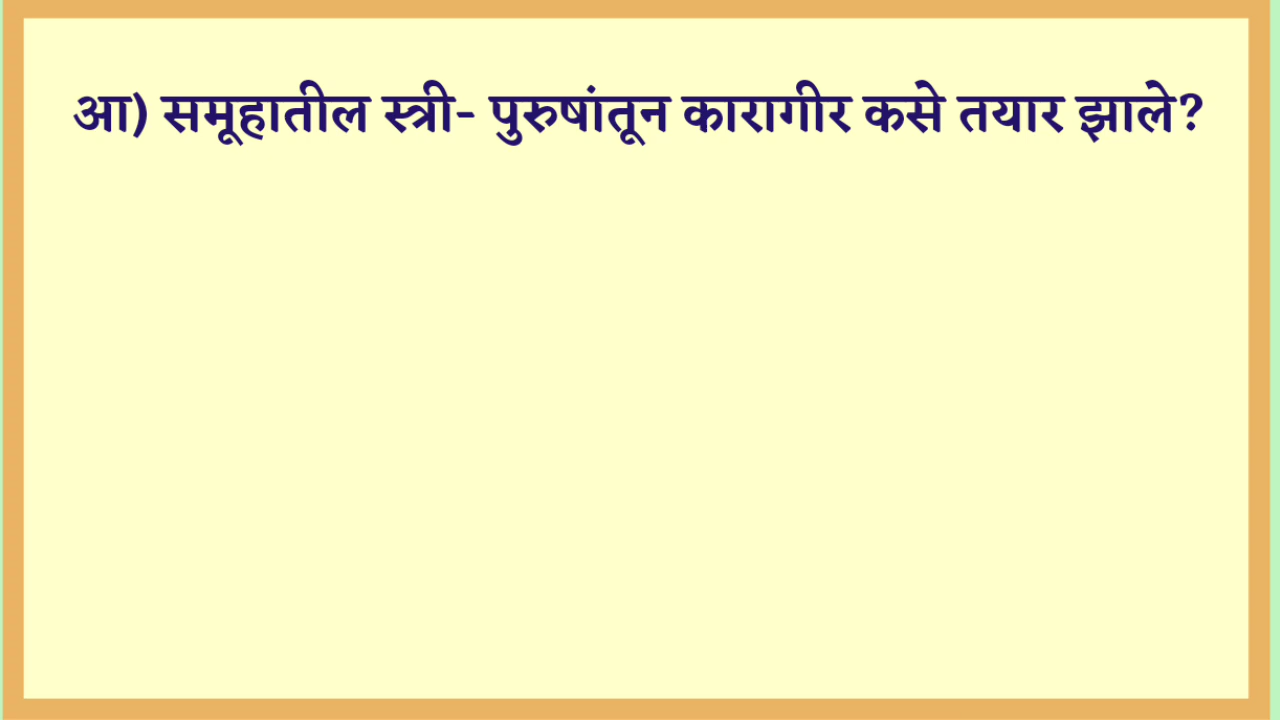 आ) समूहातील स्त्री- पुरुषांतून कारागीर कसे तयार झाले?